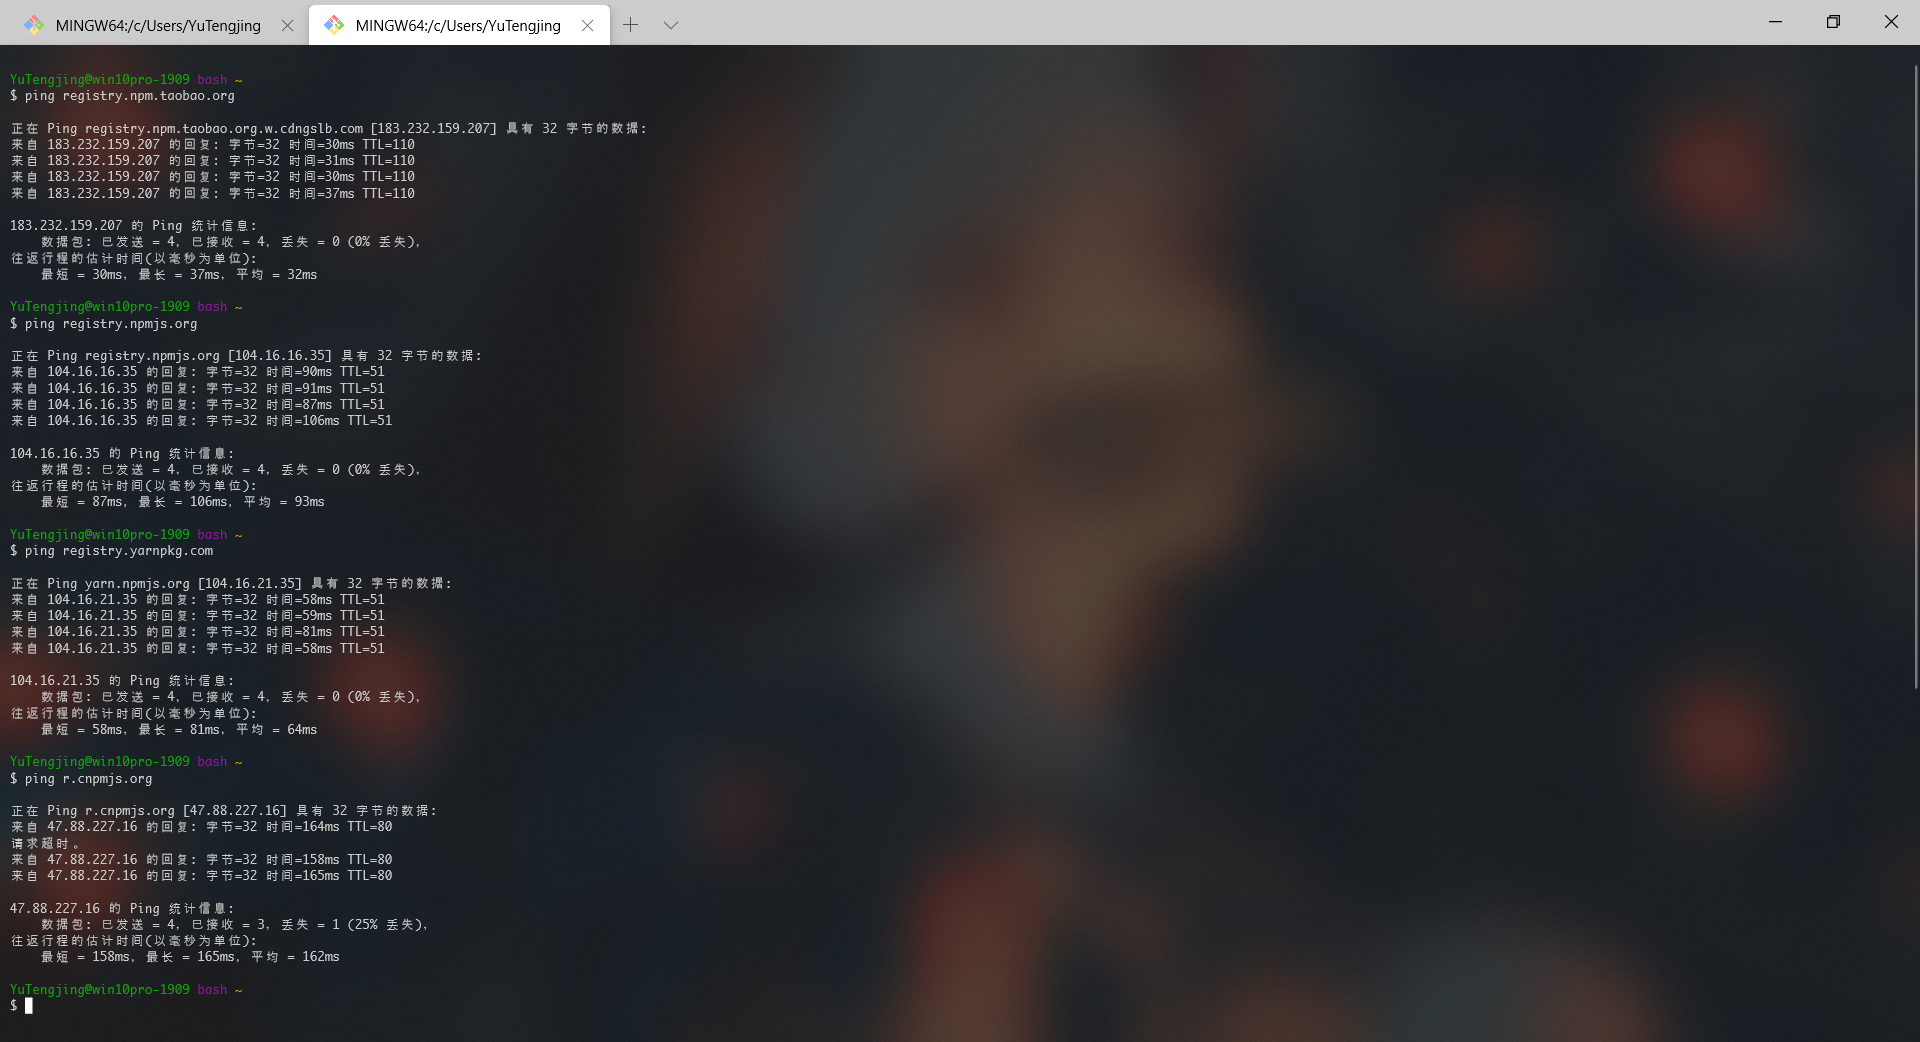 MINGW64:/c/Users/YuTengjing
MINGW64:/c/Users/YuTengjing
YuTengjing@win10pro-1909 bash ~
$ ping registry.npm.taobao.org
正在 Ping registry.npm.taobao.org.w.cdngslb.com [183.232.159.207] 具有 32 字节的数据:
来自 183.232.159.207 的回复: 字节=32 时间=30ms TTL=110
来自 183.232.159.207 的回复: 字节=32 时间=31ms TTL=110
来自 183.232.159.207 的回复: 字节=32 时间=30ms TTL=110
来自 183.232.159.207 的回复: 字节=32 时间=37ms TTL=110
183.232.159.207 的 Ping 统计信息:
数据包: 已发送 = 4, 已接收 = 4, 丢失 = 0 (0% 丢失),
往返行程的估计时间(以毫秒为单位):
最短 = 30ms, 最长 = 37ms, 平均 = 32ms
YuTengjing@win10pro-1909 bash ~
$ ping registry.npmjs.org
正在 Ping registry.npmjs.org [104.16.16.35] 具有 32 字节的数据:
来自 104.16.16.35 的回复: 字节=32 时间=90ms TTL=51
来自 104.16.16.35 的回复: 字节=32 时间=91ms TTL=51
来自 104.16.16.35 的回复: 字节=32 时间=87ms TTL=51
来自 104.16.16.35 的回复: 字节=32 时间=106ms TTL=51
104.16.16.35 的 Ping 统计信息:
数据包: 已发送 = 4, 已接收 = 4, 丢失 = 0 (0% 丢失),
往返行程的估计时间(以毫秒为单位):
最短 = 87ms, 最长 = 106ms, 平均 = 93ms
YuTengjing@win10pro-1909 bash ~
$ ping registry.yarnpkg.com
正在 Ping yarn.npmjs.org [104.16.21.35] 具有 32 字节的数据:
来自 104.16.21.35 的回复: 字节=32 时间=58ms TTL=51
来自 104.16.21.35 的回复: 字节=32 时间=59ms TTL=51
来自 104.16.21.35 的回复: 字节=32 时间=81ms TTL=51
来自 104.16.21.35 的回复: 字节=32 时间=58ms TTL=51
104.16.21.35 的 Ping 统计信息:
数据包: 已发送 = 4, 已接收 = 4, 丢失 = 0 (0% 丢失),
往返行程的估计时间(以毫秒为单位):
最短 = 58ms, 最长 = 81ms, 平均 = 64ms
YuTengjing@win10pro-1909 bash ~
$ ping r.cnpmjs.org
正在 Ping r.cnpmjs.org [47.88.227.16] 具有 32 字节的数据:
来自 47.88.227.16 的回复: 字节=32 时间=164ms TTL=80
请求超时。
来自 47.88.227.16 的回复: 字节=32 时间=158ms TTL=80
来自 47.88.227.16 的回复: 字节=32 时间=165ms TTL=80
47.88.227.16 的 Ping 统计信息:
数据包: 已发送 = 4, 已接收 = 3, 丢失 = 1 (25% 丢失),
往返行程的估计时间(以毫秒为单位):
最短 = 158ms, 最长 = 165ms, 平均 = 162ms
YuTengjing@win10pro-1909 bash ~
$